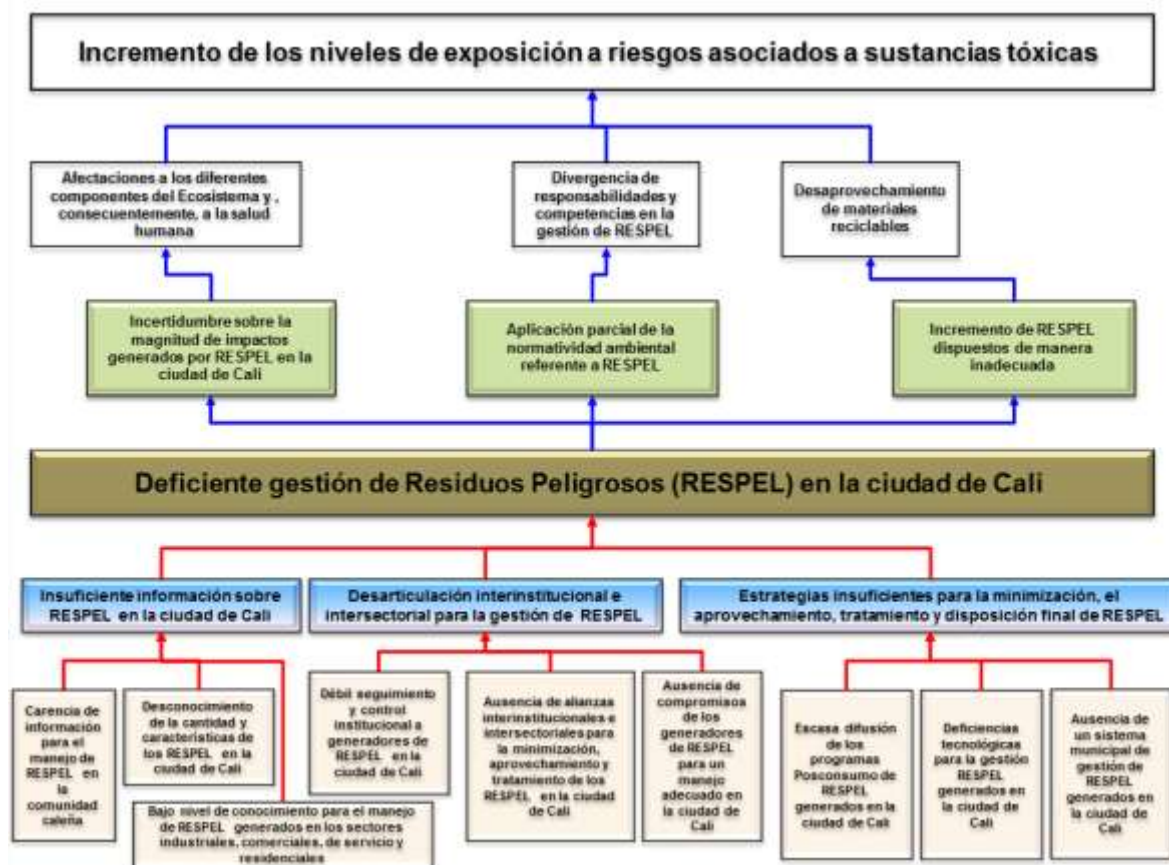 Incremento de los niveles de exposición a riesgos asociados a sustancias tóxicas
Afectaciones a los diferentes
componentes del Ecosistema y ,
consecuentemente, a la salud
humana
Divergencia de
responsabilidades y
competencias en la
gestión de RESPEL
Desaprovechamiento
de materiales
reciclables
Incertidumbre sobre la
magnitud de impactos
generados por RESPEL en la
ciudad de Cali
Aplicación parcial de la
normatividad ambiental
referente a RESPEL
Incremento de RESPEL
dispuestos de manera
inadecuada
Deficiente gestión de Residuos Peligrosos (RESPEL) en la ciudad de Cali
Insuficiente información sobre
RESPEL en la ciudad de Cali
Desarticulación interinstitucional e
intersectorial para la gestión de RESPEL
Estrategias insuficientes para la minimización, el
aprovechamiento, tratamiento y disposición final de RESPEL
Carencia de
información para el
manejo de
RESPEL en
la
comunidad
caleña
Desconocimiento
de la cantidad y
características de
los RESPEL en la
ciudad de Cali
Bajo nivel de conocimiento para el manejo
de RESPEL generados en los sectores
industriales, comerciales, de servicio y
residenciales
Débil seguimiento
y control
institucional a
generadores de
RESPEL en la
ciudad de Cali
Ausencia de alianzas
interinstitucionales e
intersectoriales para
la minimización,
aprovechamiento y
tratamiento de los
RESPEL en la ciudad
de Cali
Ausencia de
compromisos
de los
generadores
de RESPEL
para un
manejo
adecuado en
la ciudad de
Cali
Escasa difusión
de los
programas
Posconsumo de
RESPEL
generados en la
ciudad de Cali
Deficiencias
tecnológicas
para la gestión
RESPEL
generados en
la ciudad de
Cali
Ausencia de
un sistema
municipal de
gestión de
RESPEL
generados en
la ciudad de
Cali